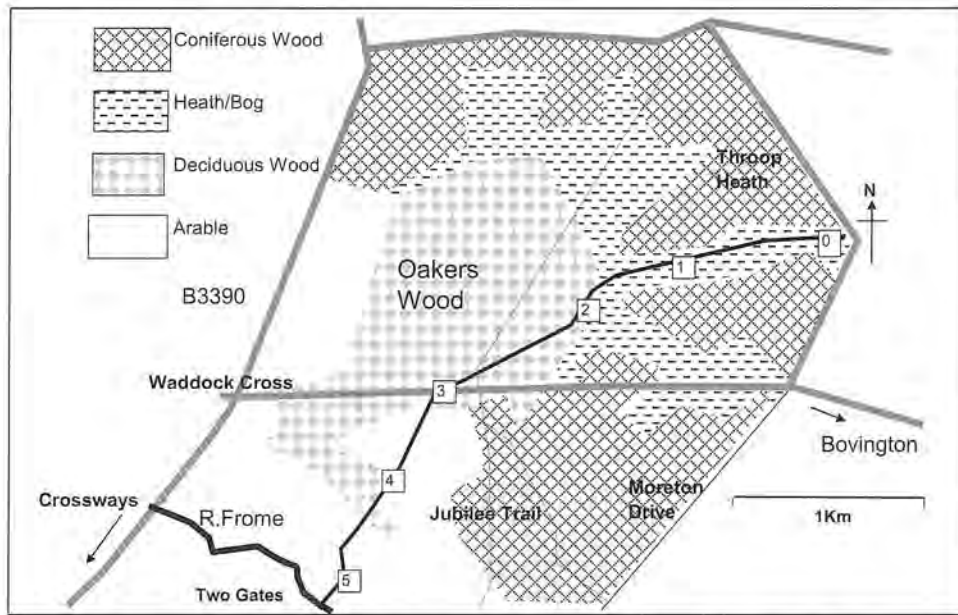 Coniferous Wood
Heath/Bog
Deciduous Wood
Arable
Throop
Heath
N
0
1
Oakers
Wood
B3390
2
Waddock Cross
3
Bovington
4
Crossways
R.Frome
Jubilee Trail
Moreton
Drive
1Km
5
Two Gates